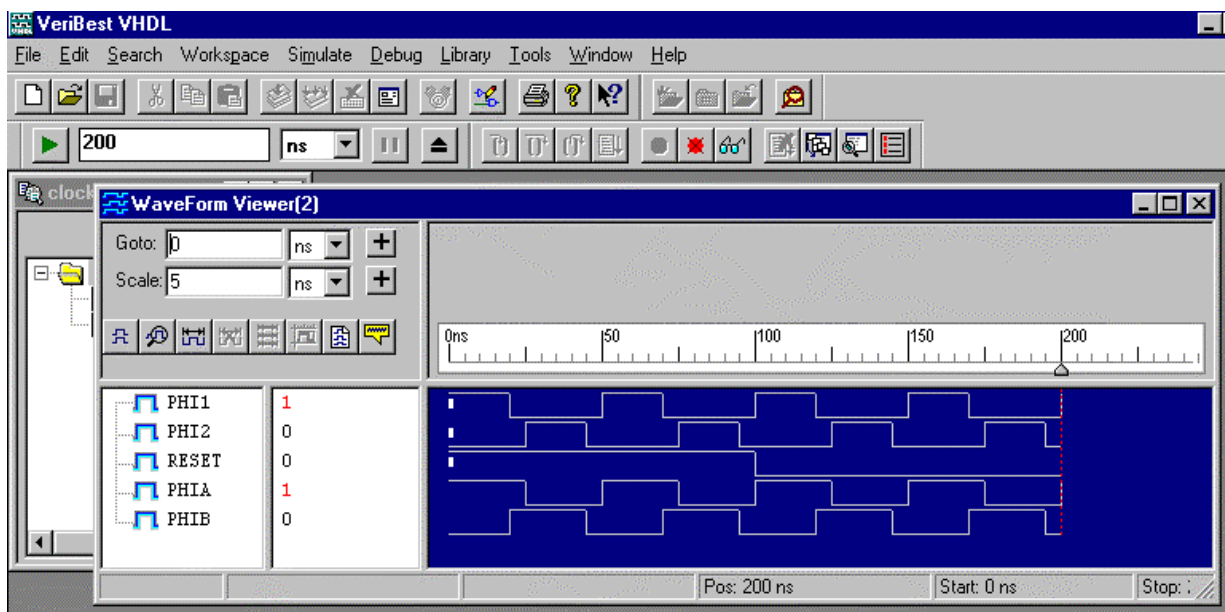 VeriBest VHDL
File Edit Search Workspace Simulate Debug Library Tools Window Help
200 ns
clock
WaveForm Viewer(2)
Goto: 0 ns
Scale: 5 ns
0ns 50 100 150 200
PHI1 1
PHI2 0
RESET 0
PHIA 1
PHIB 0
Pos: 200 ns Start: 0 ns Stop: